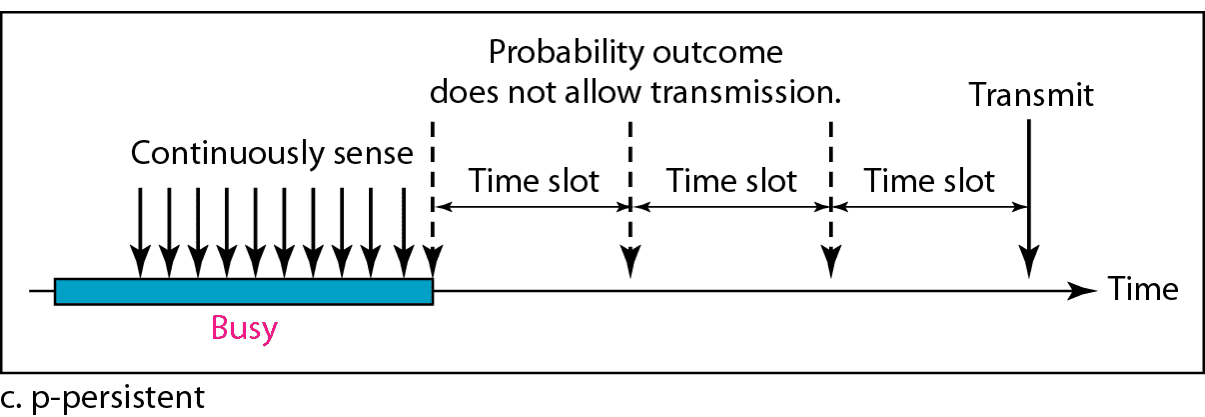 Probability outcome
does not allow transmission.
Transmit
Continuously sense
Time slot
Time slot
Time slot
Time
Busy
c. p-persistent